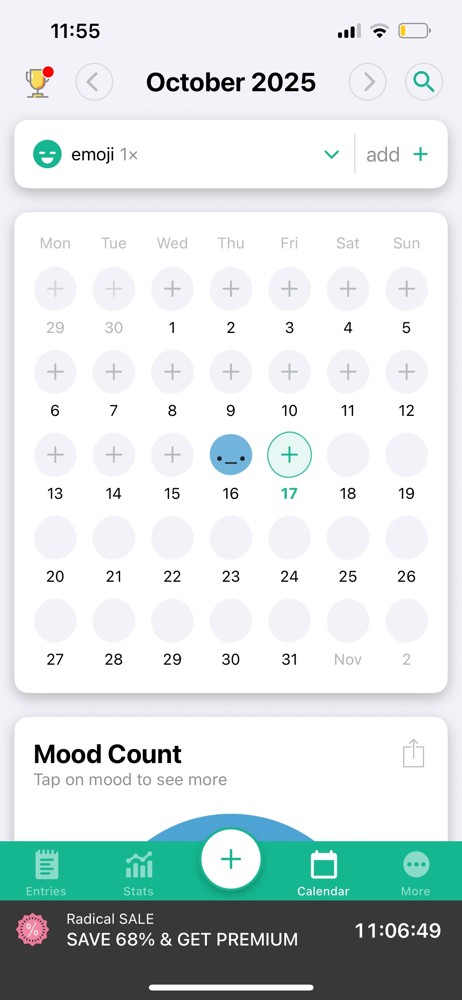 11:55
October 2025
emoji 1×
add +
Mon Tue Wed Thu Fri Sat Sun
29 30 1 2 3 4 5
6 7 8 9 10 11 12
13 14 15 16 17 18 19
20 21 22 23 24 25 26
27 28 29 30 31 Nov 2
Mood Count
Tap on mood to see more
Entries Stats Calendar More
%
Radical SALE
SAVE 68% & GET PREMIUM
11:06:49